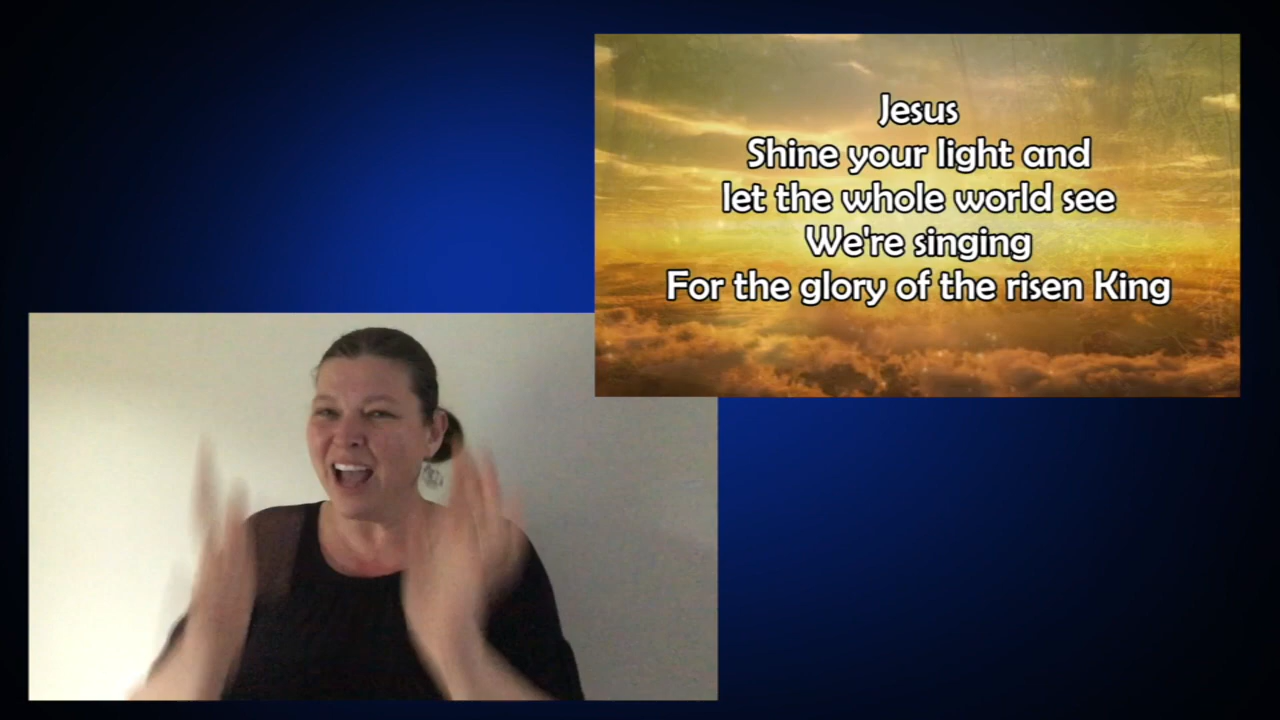 Jesus
Shine your light and
let the whole world see
We're singing
For the glory of the risen King